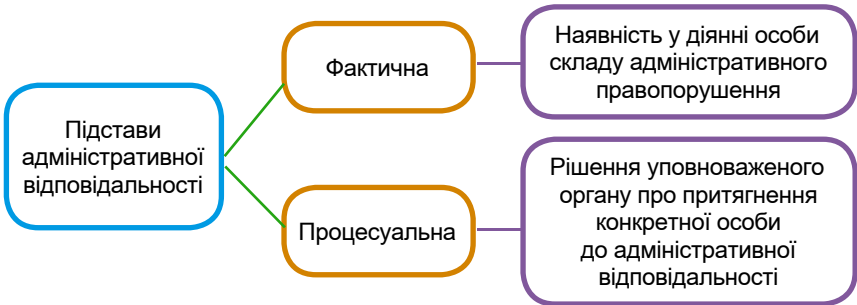 Підстави
адміністративної
відповідальності
Фактична
Наявність у діянні особи
складу адміністративного
правопорушення
Процесуальна
Рішення уповноваженого
органу про притягнення
конкретної особи
до адміністративної
відповідальності